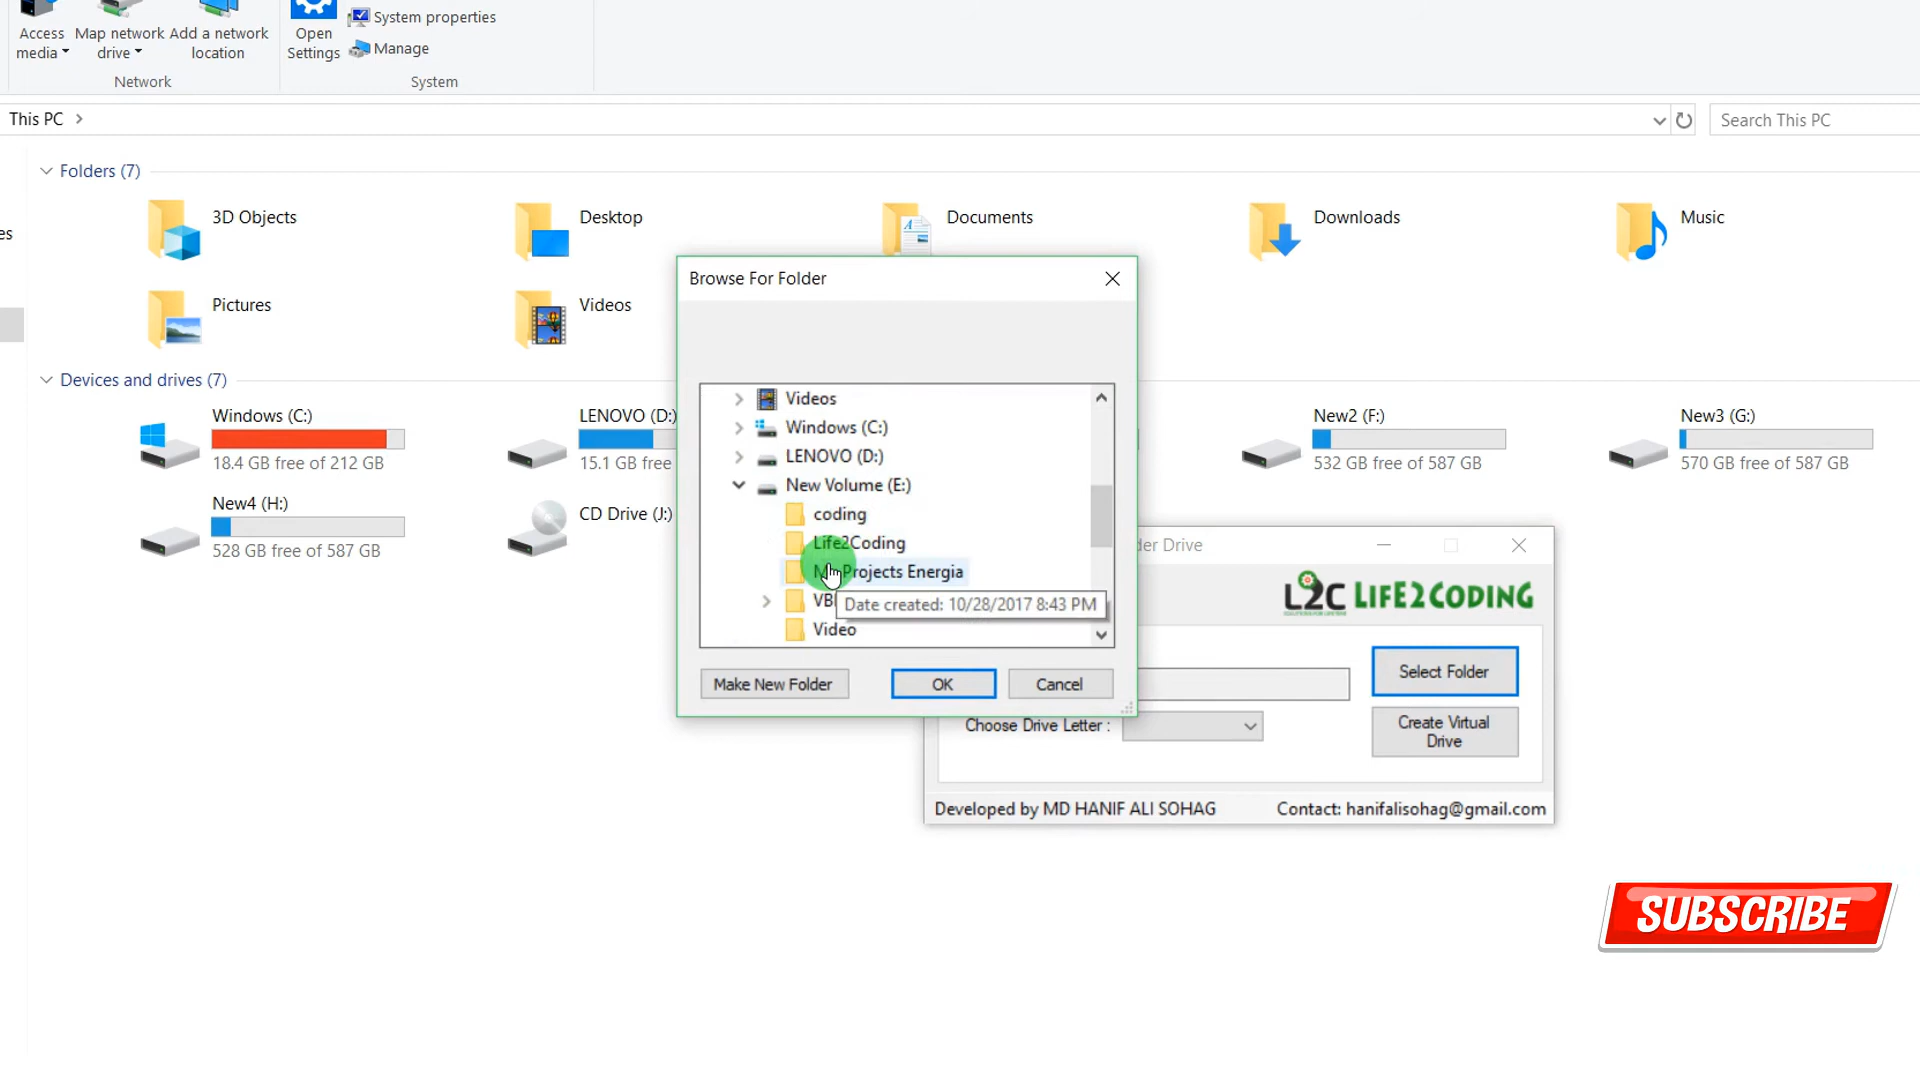 Access media
Map network drive
Add a network location
Open Settings
System properties
Manage
Network
System
This PC
Search This PC
es
Folders (7)
3D Objects
Desktop
Documents
Downloads
Music
Pictures
Videos
Devices and drives (7)
Windows (C:)
18.4 GB free of 212 GB
LENOVO (D:)
15.1 GB free
New2 (F:)
532 GB free of 587 GB
New3 (G:)
570 GB free of 587 GB
New4 (H:)
528 GB free of 587 GB
CD Drive (J:)
Browse For Folder
Videos
Windows (C:)
LENOVO (D:)
New Volume (E:)
coding
Life2Coding
Projects Energia
Date created: 10/28/2017 8:43 PM
Video
Make New Folder
OK
Cancel
der Drive
L2C LIFE2CODING
Select Folder
Choose Drive Letter :
Create Virtual Drive
Developed by MD HANIF ALI SOHAG
Contact: hanifalisohag@gmail.com
SUBSCRIBE